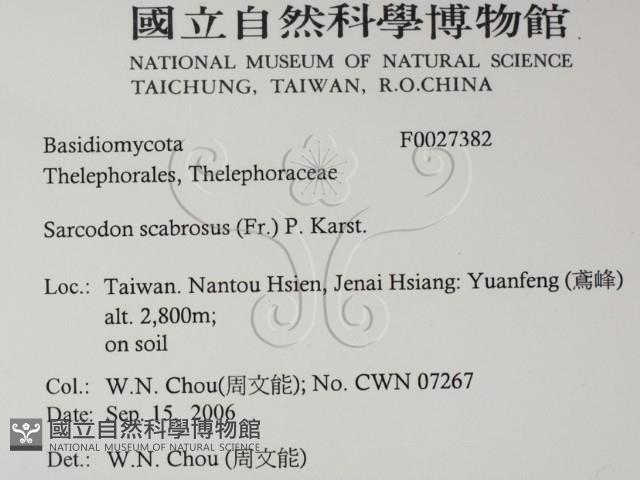 國立自然科學博物館
NATIONAL MUSEUM OF NATURAL SCIENCE
TAICHUNG, TAIWAN, R.O.CHINA
Basidiomycota F0027382
Thelephorales, Thelephoraceae
Sarcodon scabrosus (Fr.) P. Karst.
Loc.: Taiwan. Nantou Hsien, Jenai Hsiang: Yuanfeng (鳶峰)
alt. 2,800m;
on soil
Col.: W.N. Chou(周文能); No. CWN 07267
Date: Sep. 15, 2006
國立自然科學博物館
NATIONAL MUSEUM OF NATURAL SCIENCE
Det.: W.N. Chou (周文能)